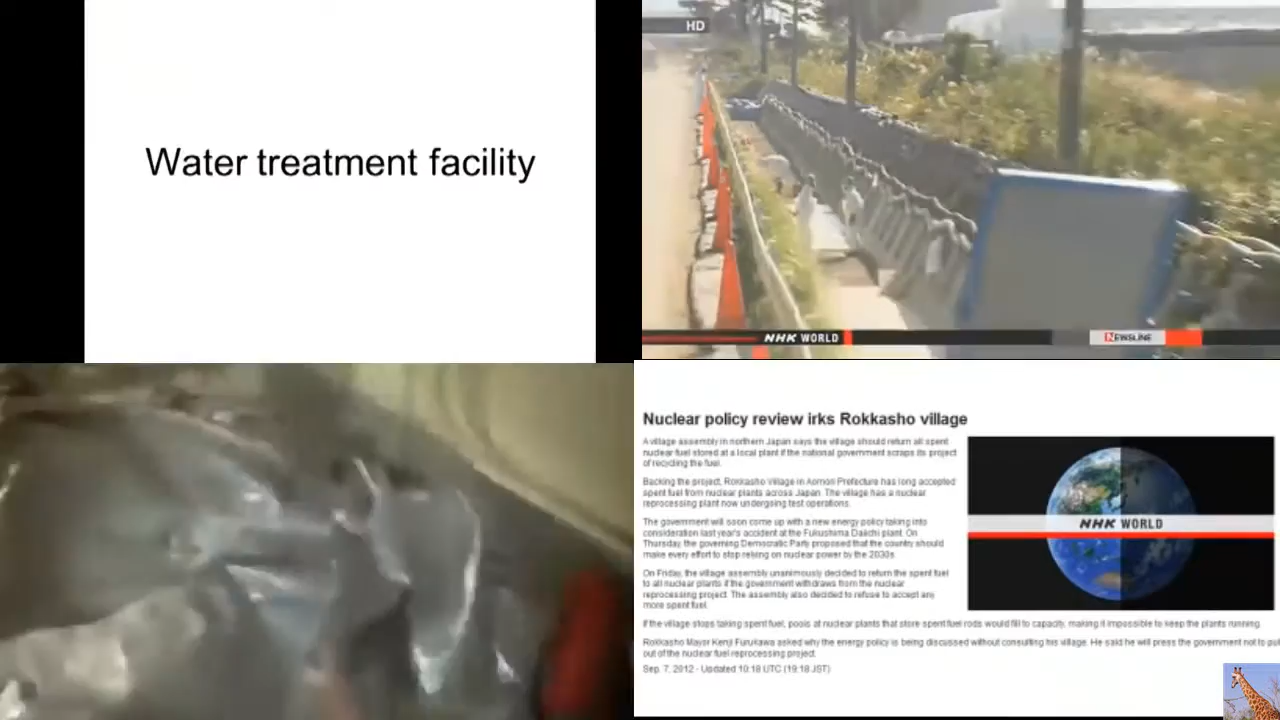 Water treatment facility
HD
NHK WORLD
NEWSLINE
Nuclear policy review irks Rokkasho village
A village assembly in northern Japan says the village should return all spent
nuclear fuel stored at a local plant if the national government scraps its project
of recycling the fuel.
Backing the project, Rokkasho Village in Aomori Prefecture has long accepted
spent fuel from nuclear plants across Japan. The village has a nuclear
reprocessing plant now undergoing test operations.
The government will soon come up with a new energy policy taking into
consideration last year's accident at the Fukushima Daiichi plant. On
Thursday, the governing Democratic Party proposed that the country should
make every effort to stop relying on nuclear power by the 2030s.
On Friday, the village assembly unanimously decided to return the spent fuel
to all nuclear plants if the government withdraws from the nuclear
reprocessing project. The assembly also decided to refuse to accept any
more spent fuel.
NHK WORLD
If the village stops taking spent fuel, pools at nuclear plants that store spent fuel rods would fill to capacity, making it impossible to keep the plants running.
Rokkasho Mayor Kenji Furukawa asked why the energy policy is being discussed without consulting his village. He said he will press the government not to pull
out of the nuclear fuel reprocessing project.
Sep. 7, 2012 - Updated 10:18 UTC (19:18 JST)